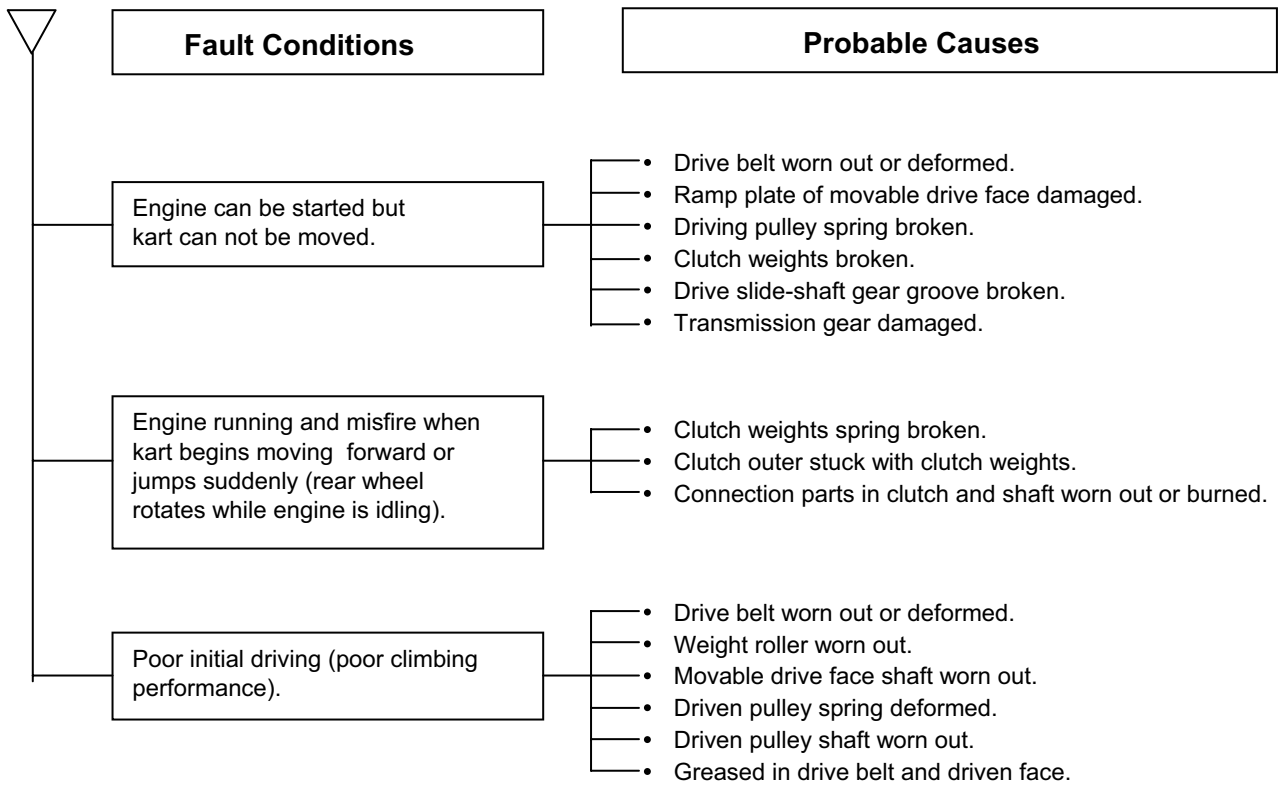 Fault Conditions
Probable Causes
Engine can be started but
kart can not be moved.
• Drive belt worn out or deformed.
• Ramp plate of movable drive face damaged.
• Driving pulley spring broken.
• Clutch weights broken.
• Drive slide-shaft gear groove broken.
• Transmission gear damaged.
Engine running and misfire when
kart begins moving forward or
jumps suddenly (rear wheel
rotates while engine is idling).
• Clutch weights spring broken.
• Clutch outer stuck with clutch weights.
• Connection parts in clutch and shaft worn out or burned.
Poor initial driving (poor climbing
performance).
• Drive belt worn out or deformed.
• Weight roller worn out.
• Movable drive face shaft worn out.
• Driven pulley spring deformed.
• Driven pulley shaft worn out.
• Greased in drive belt and driven face.